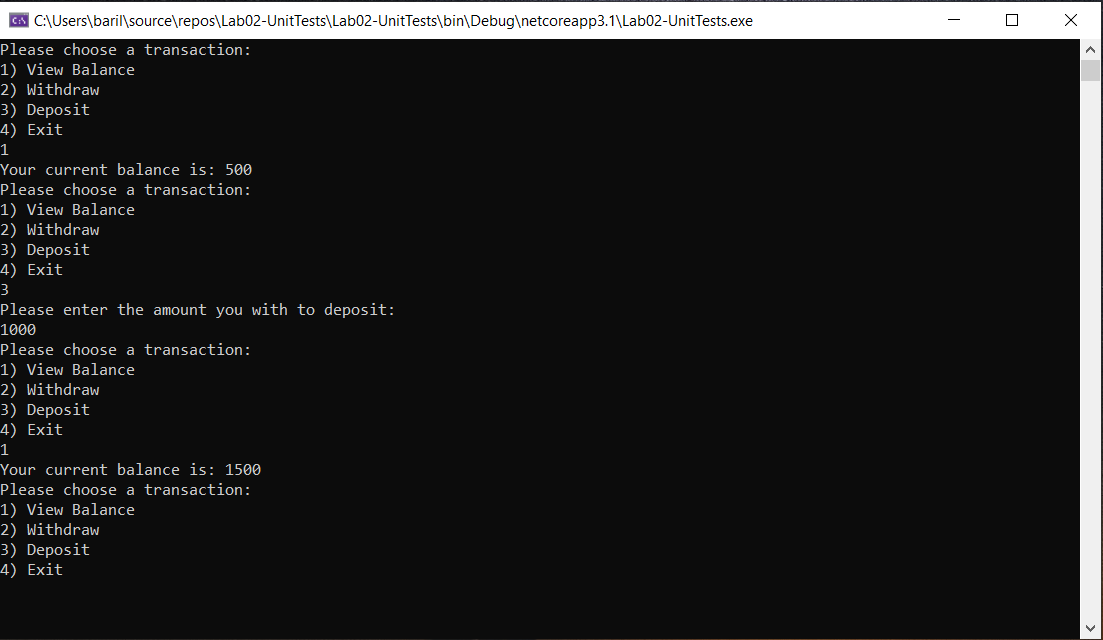 C:\Users\baril\source\repos\Lab02-UnitTests\Lab02-UnitTests\bin\Debug\netcoreapp3.1\Lab02-UnitTests.exe
Please choose a transaction:
1) View Balance
2) Withdraw
3) Deposit
4) Exit
1
Your current balance is: 500
Please choose a transaction:
1) View Balance
2) Withdraw
3) Deposit
4) Exit
3
Please enter the amount you with to deposit:
1000
Please choose a transaction:
1) View Balance
2) Withdraw
3) Deposit
4) Exit
1
Your current balance is: 1500
Please choose a transaction:
1) View Balance
2) Withdraw
3) Deposit
4) Exit